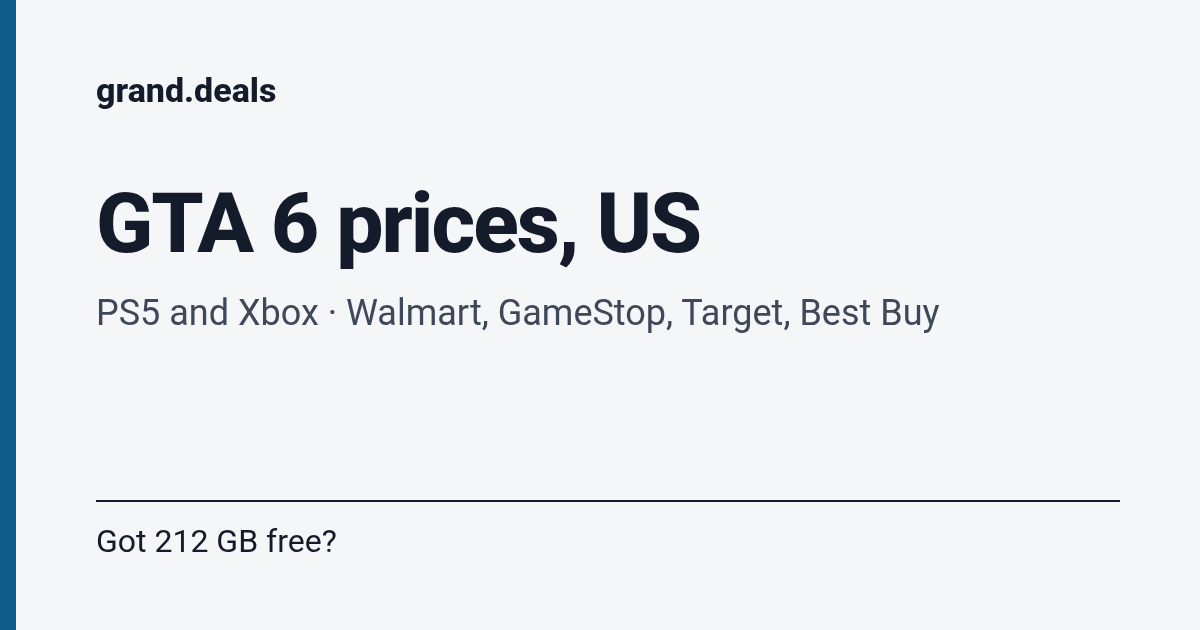 grand.deals
GTA 6 prices, US
PS5 and Xbox · Walmart, GameStop, Target, Best Buy
Got 212 GB free?